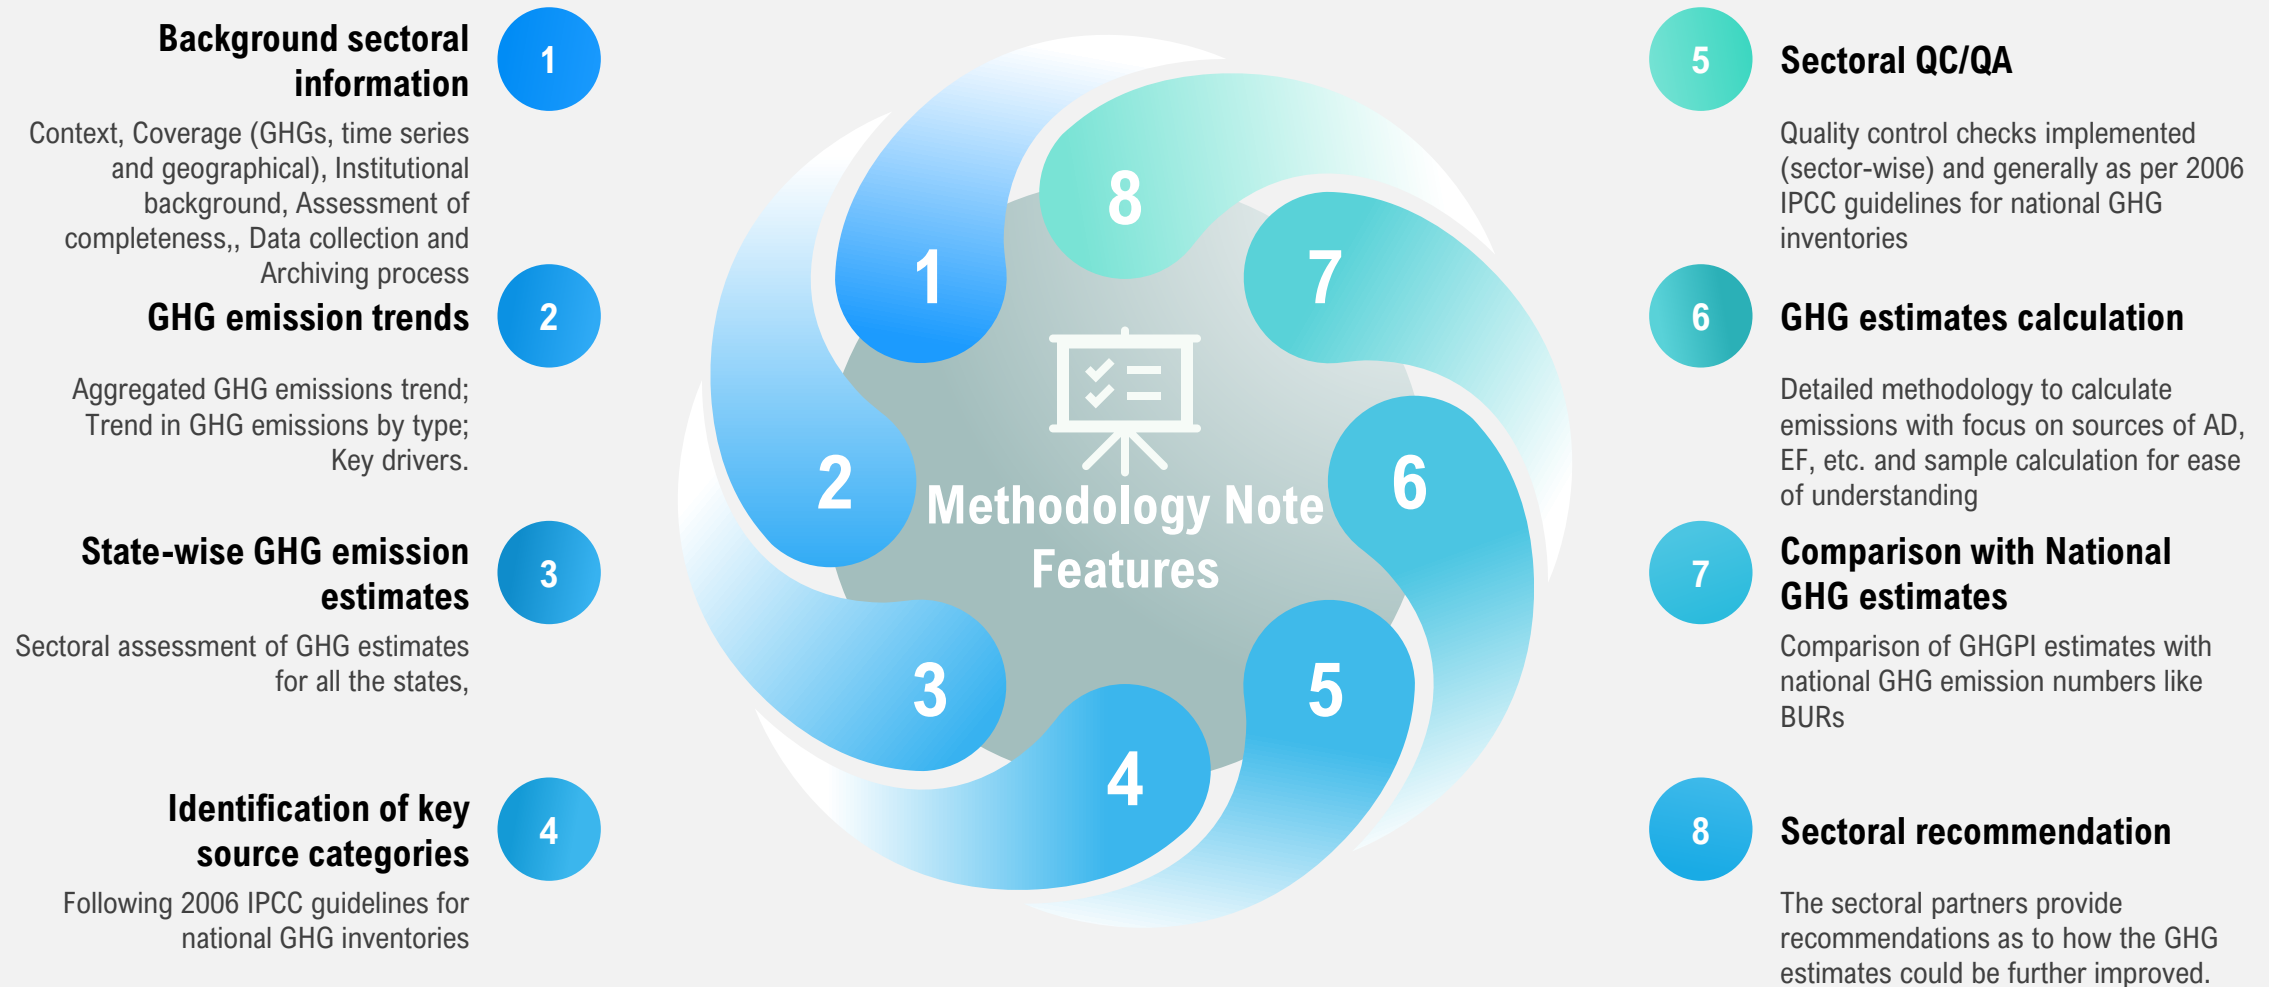 1
Background sectoral
information
Context, Coverage (GHGs, time series
and geographical), Institutional
background, Assessment of
completeness,, Data collection and
Archiving process
2
GHG emission trends
Aggregated GHG emissions trend;
Trend in GHG emissions by type;
Key drivers.
3
State-wise GHG emission
estimates
Sectoral assessment of GHG estimates
for all the states,
4
Identification of key
source categories
Following 2006 IPCC guidelines for
national GHG inventories
8
1
7
2
6
Methodology Note
Features
3
5
4
5
Sectoral QC/QA
Quality control checks implemented
(sector-wise) and generally as per 2006
IPCC guidelines for national GHG
inventories
6
GHG estimates calculation
Detailed methodology to calculate
emissions with focus on sources of AD,
EF, etc. and sample calculation for ease
of understanding
7
Comparison with National
GHG estimates
Comparison of GHGPI estimates with
national GHG emission numbers like
BURs
8
Sectoral recommendation
The sectoral partners provide
recommendations as to how the GHG
estimates could be further improved.